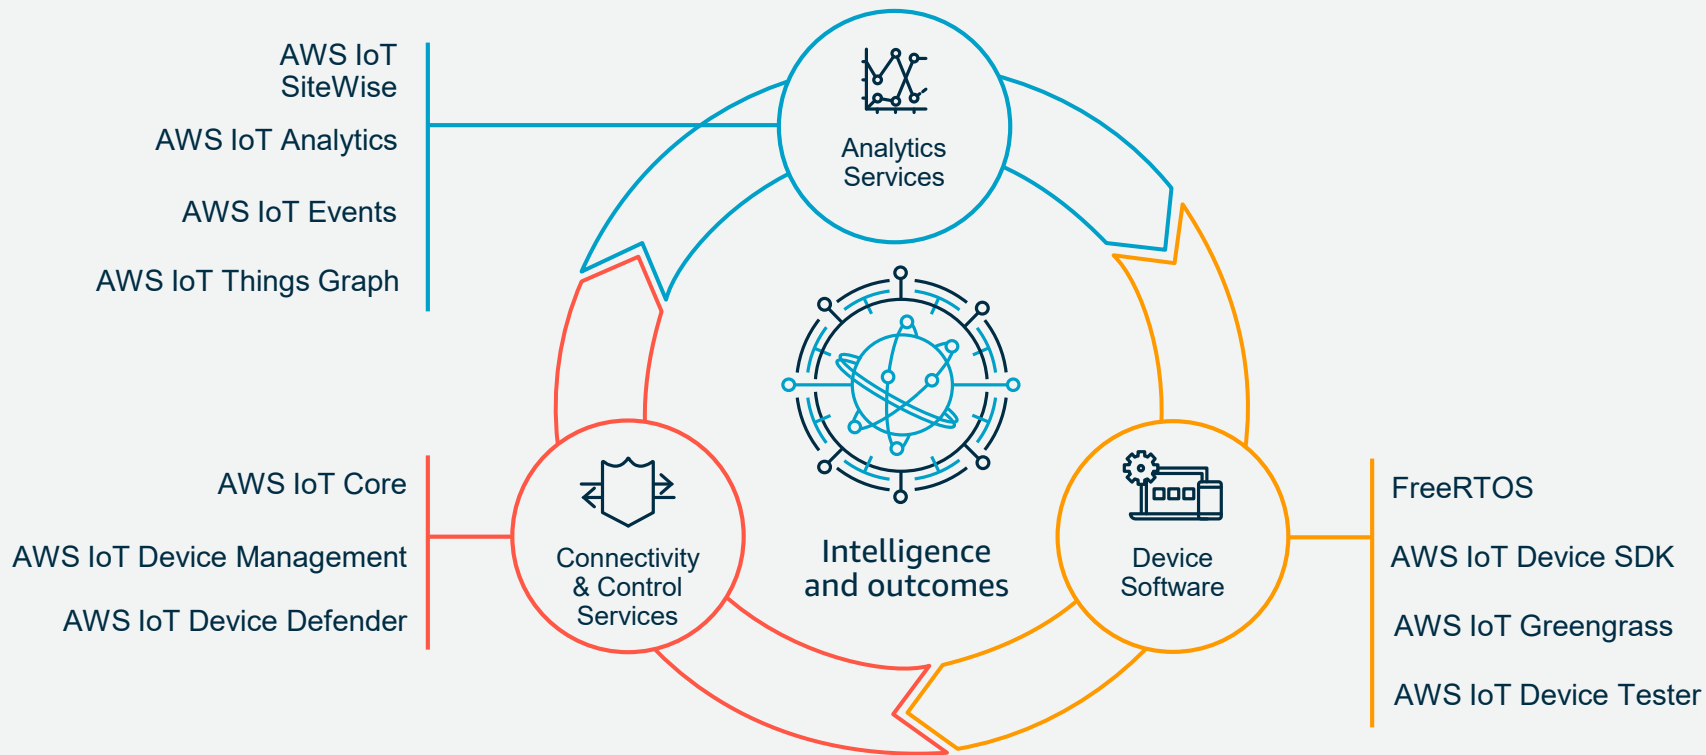 AWS IoT
SiteWise
AWS IoT Analytics
AWS IoT Events
AWS IoT Things Graph
Analytics
Services
AWS IoT Core
AWS IoT Device Management
AWS IoT Device Defender
Connectivity
& Control
Services
Intelligence
and outcomes
Device
Software
FreeRTOS
AWS IoT Device SDK
AWS IoT Greengrass
AWS IoT Device Tester